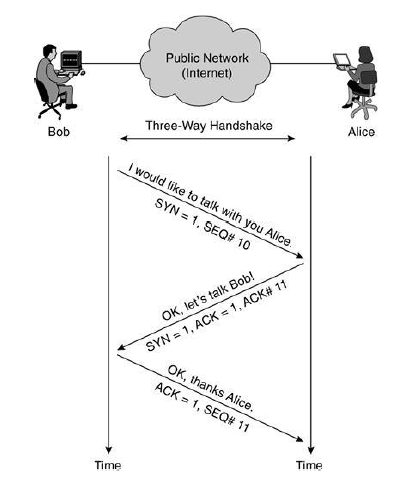 Public Network
(Internet)
Bob
Three-Way Handshake
Alice
I would like to talk with you Alice.
SYN = 1, SEQ# 10
OK, let's talk Bob!
SYN = 1, ACK = 1, ACK# 11
OK, thanks Alice.
ACK = 1, SEQ# 11
Time
Time